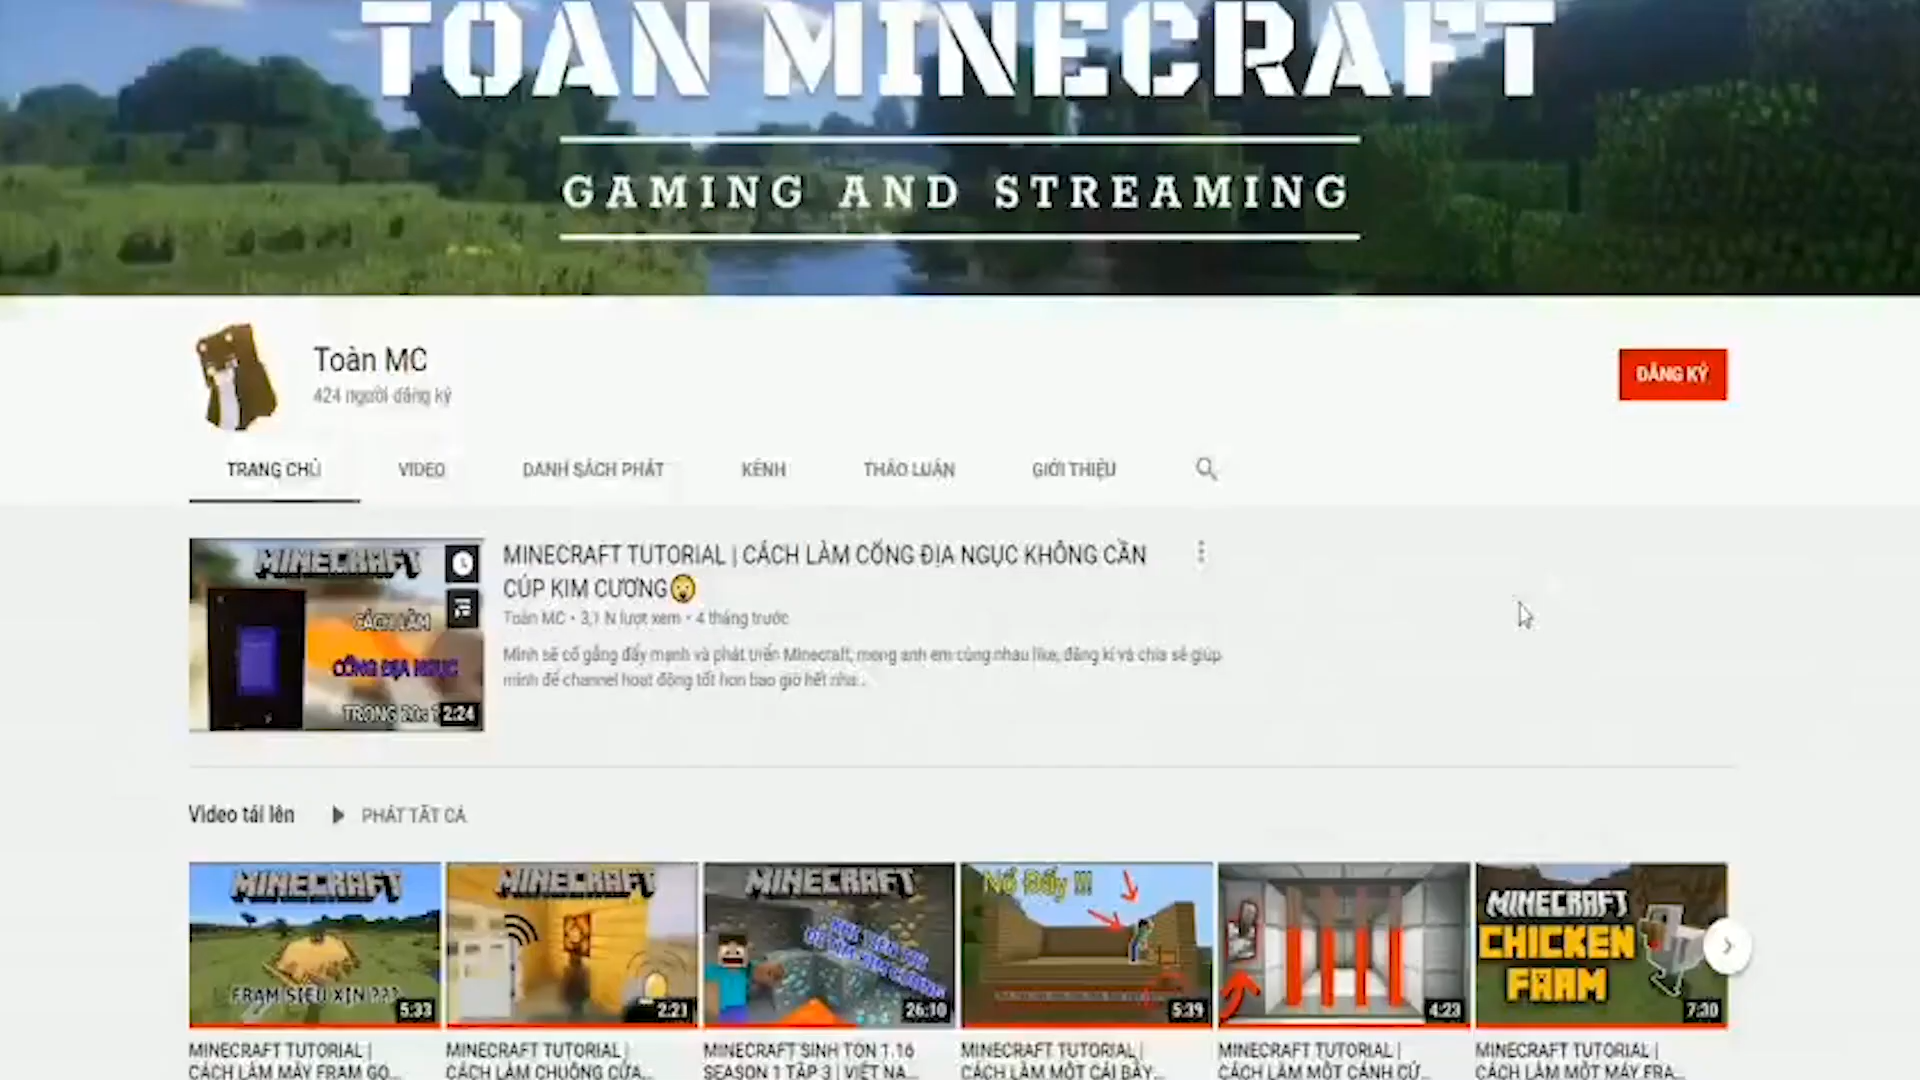 TOAN MINECRAFT
GAMING AND STREAMING
Toàn MC
424 người đăng ký
ĐĂNG KÝ
TRANG CHỦ VIDEO DANH SÁCH PHÁT KÊNH THẢO LUẬN GIỚI THIỆU
MINECRAFT
CÁCH LÀM
CỔNG ĐỊA NGỤC
TRONG
2:24
MINECRAFT TUTORIAL | CÁCH LÀM CỔNG ĐỊA NGỤC KHÔNG CẦN
CÚP KIM CƯƠNG😲
Toàn MC • 3,1 N lượt xem • 4 tháng trước
Mình sẽ cố gắng đẩy mạnh và phát triển Minecraft, mong anh em cùng nhau like, đăng kí và chia sẻ giúp
mình để channel hoạt động tốt hơn bao giờ hết nha...
Video tải lên PHÁT TẤT CẢ
MINECRAFT
FRAM SIÊU XỊN ???
5:33
MINECRAFT
2:21
MINECRAFT
26:10
Nổ Đấy !!!
5:39
4:23
MINECRAFT
CHICKEN
FRAM
7:30
MINECRAFT TUTORIAL |
CÁCH LÀM MÁY FRAM GỖ...
MINECRAFT TUTORIAL |
CÁCH LÀM CHUÔNG CỬA...
MINECRAFT SINH TỒN 1.16
SEASON 1 TẬP 3 | VIỆT NA...
MINECRAFT TUTORIAL |
CÁCH LÀM MỘT CÁI BẪY...
MINECRAFT TUTORIAL |
CÁCH LÀM MỘT CÁNH CỬ...
MINECRAFT TUTORIAL |
CÁCH LÀM MỘT MÁY FRA...